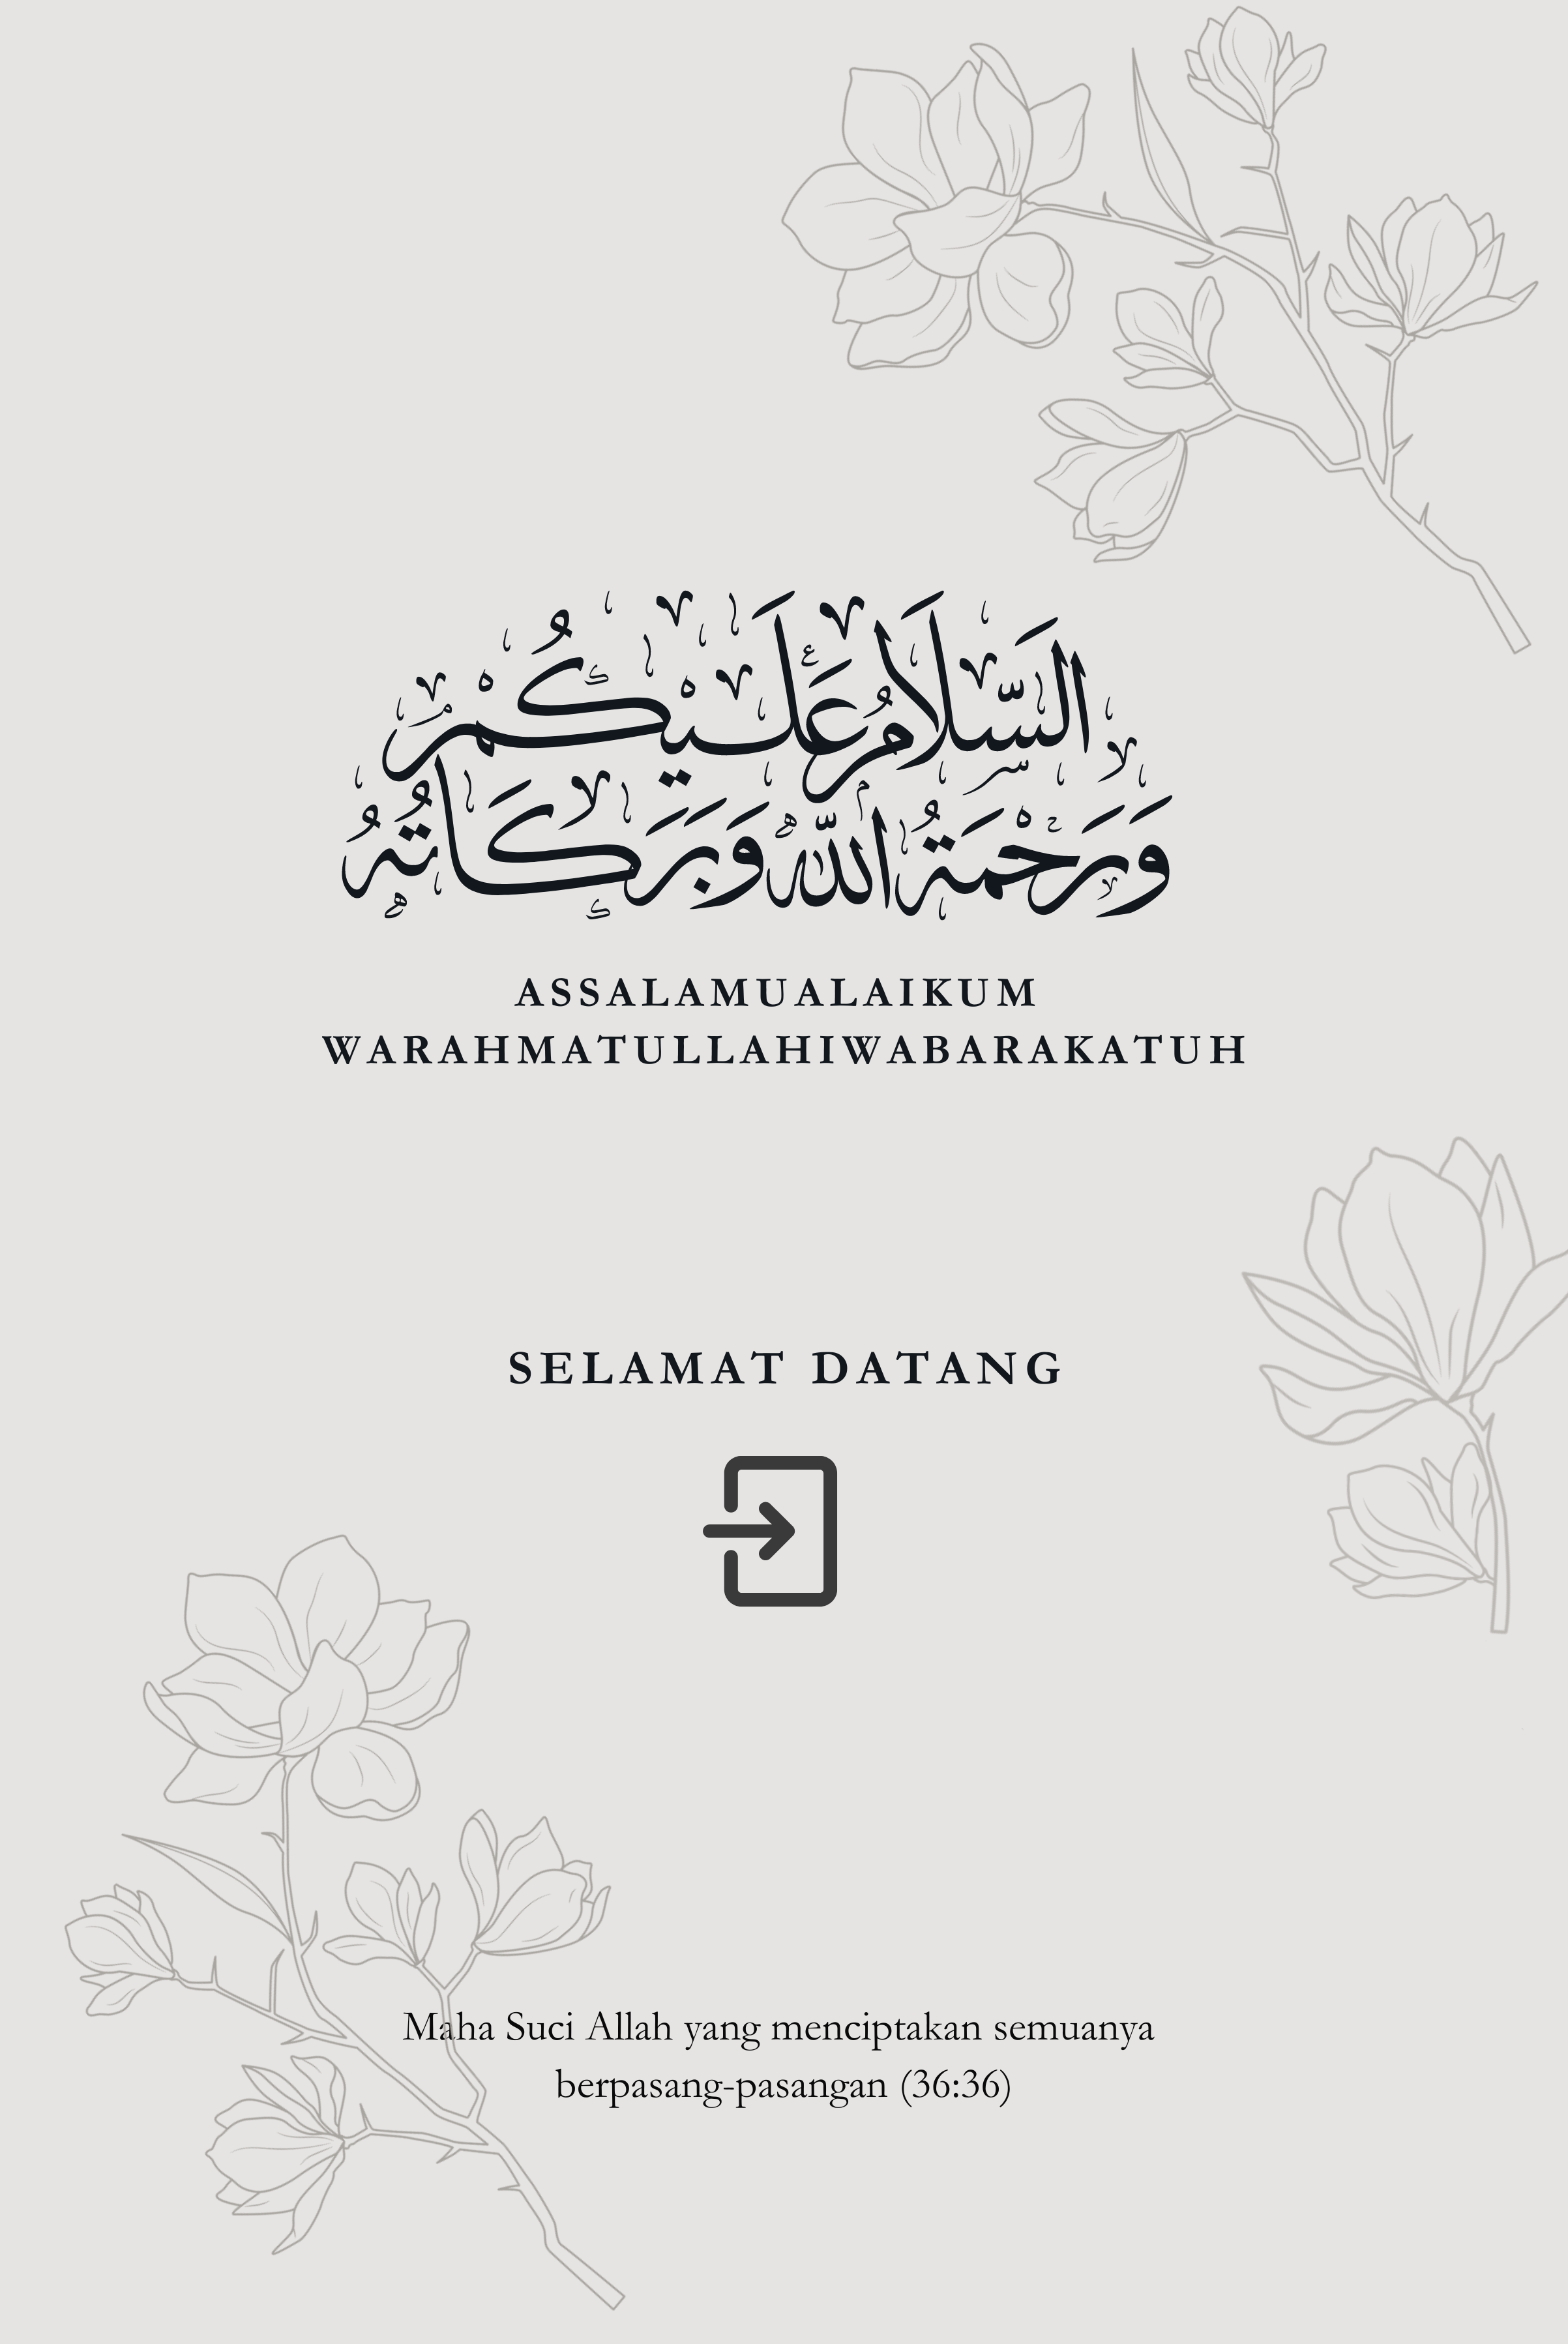 السَّلَامُ عَلَيْكُمْ
وَرَحْمَةُ اللهِ وَبَرَكَاتُهُ
ASSALAMUALAIKUM
WARAHMATULLAHIWABARAKATUH
SELAMAT DATANG
Maha Suci Allah yang menciptakan semuanya
berpasang-pasangan (36:36)